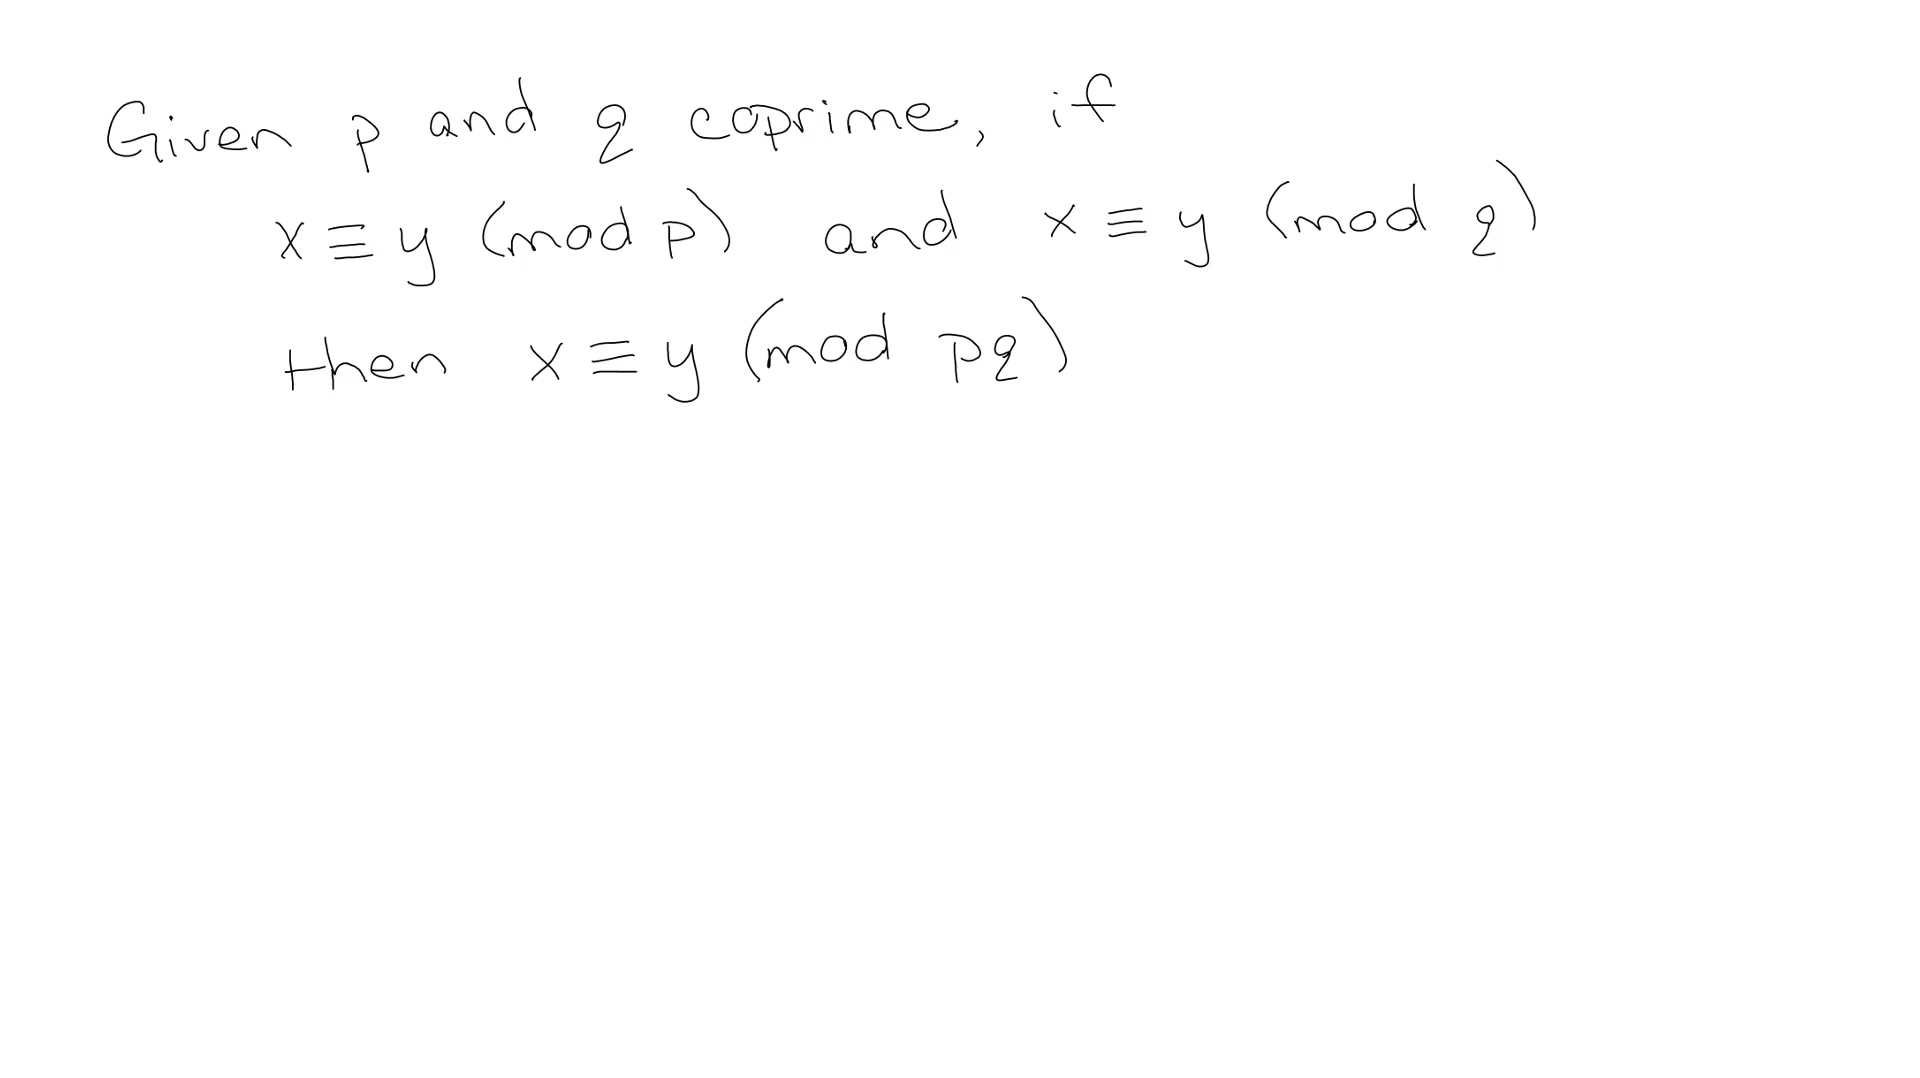 Given p and q coprime, if
x ≡ y (mod p) and x ≡ y (mod q)
then x ≡ y (mod pq)